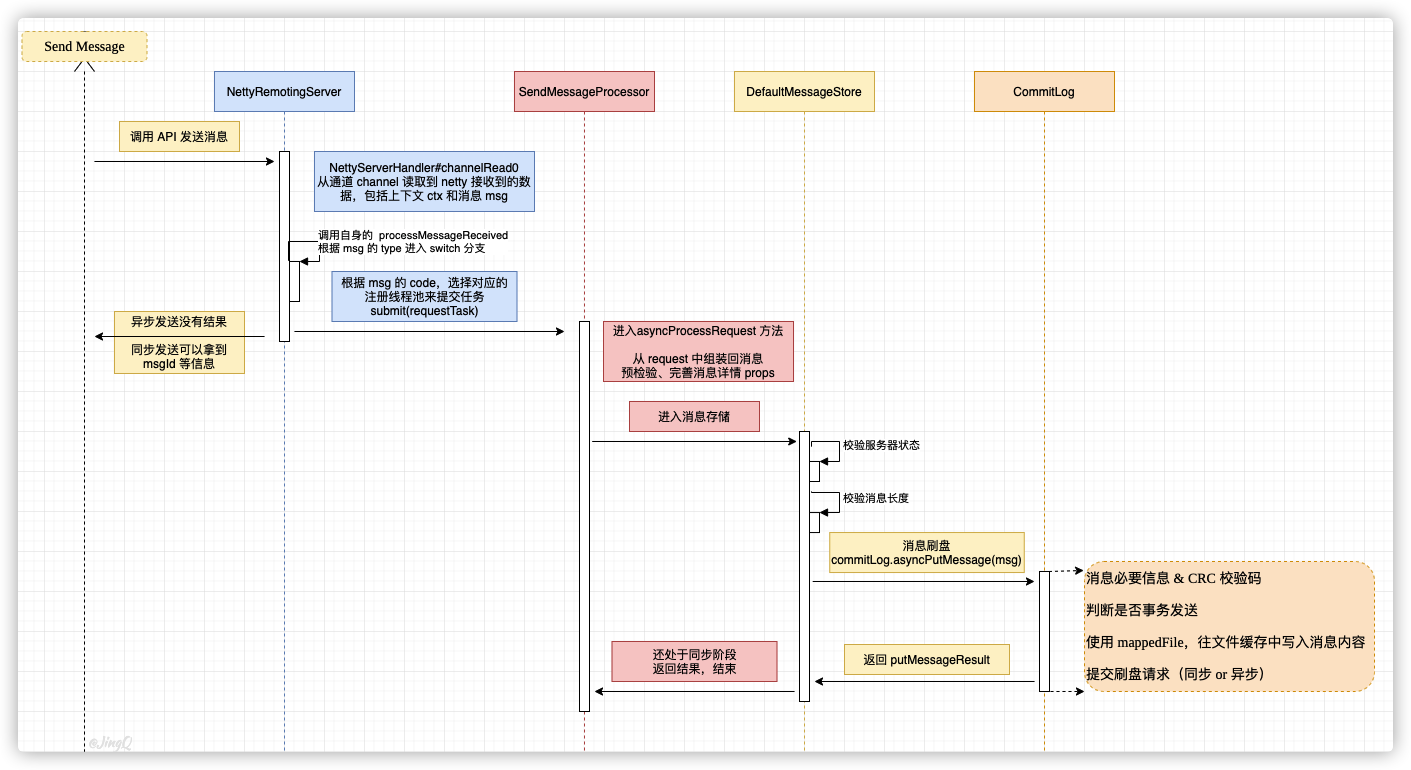 Send Message
NettyRemotingServer
SendMessageProcessor
DefaultMessageStore
CommitLog
调用 API 发送消息
NettyServerHandler#channelRead0
从通道 channel 读取到 netty 接收到的数
据，包括上下文 ctx 和消息 msg
调用自身的 processMessageReceived
根据 msg 的 type 进入 switch 分支
根据 msg 的 code，选择对应的
注册线程池来提交任务
submit(requestTask)
异步发送没有结果
同步发送可以拿到
msgId 等信息
进入asyncProcessRequest 方法
从 request 中组装回消息
预检验、完善消息详情 props
进入消息存储
校验服务器状态
校验消息长度
消息刷盘
commitLog.asyncPutMessage(msg)
消息必要信息 & CRC 校验码
判断是否事务发送
使用 mappedFile，往文件缓存中写入消息内容
提交刷盘请求（同步 or 异步）
返回 putMessageResult
还处于同步阶段
返回结果，结束
@JingQ